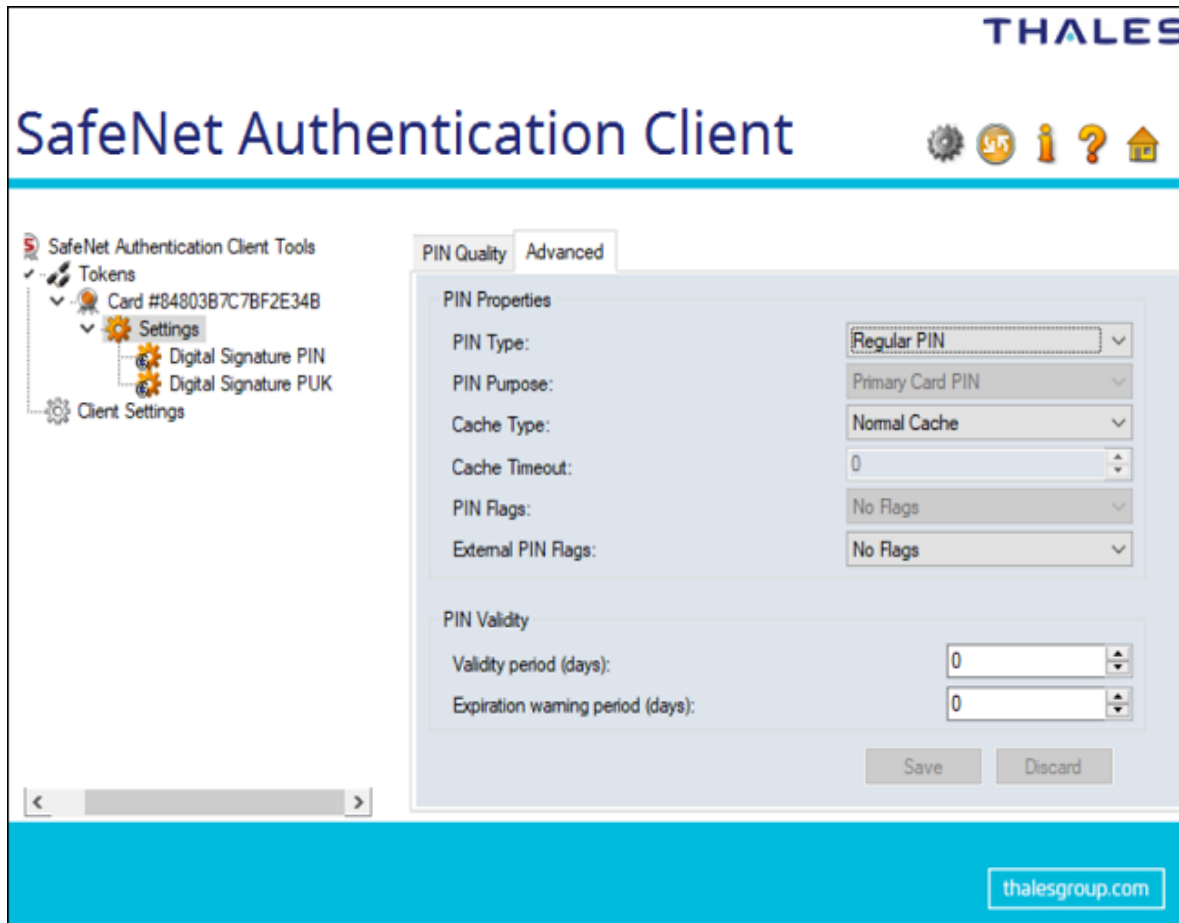 THALES
SafeNet Authentication Client
SafeNet Authentication Client Tools
Tokens
Card #84803B7C7BF2E34B
Settings
Digital Signature PIN
Digital Signature PUK
Client Settings
PIN Quality Advanced
PIN Properties
PIN Type: Regular PIN
PIN Purpose: Primary Card PIN
Cache Type: Normal Cache
Cache Timeout: 0
PIN Flags: No Flags
External PIN Flags: No Flags
PIN Validity
Validity period (days): 0
Expiration warning period (days): 0
Save Discard
thalesgroup.com